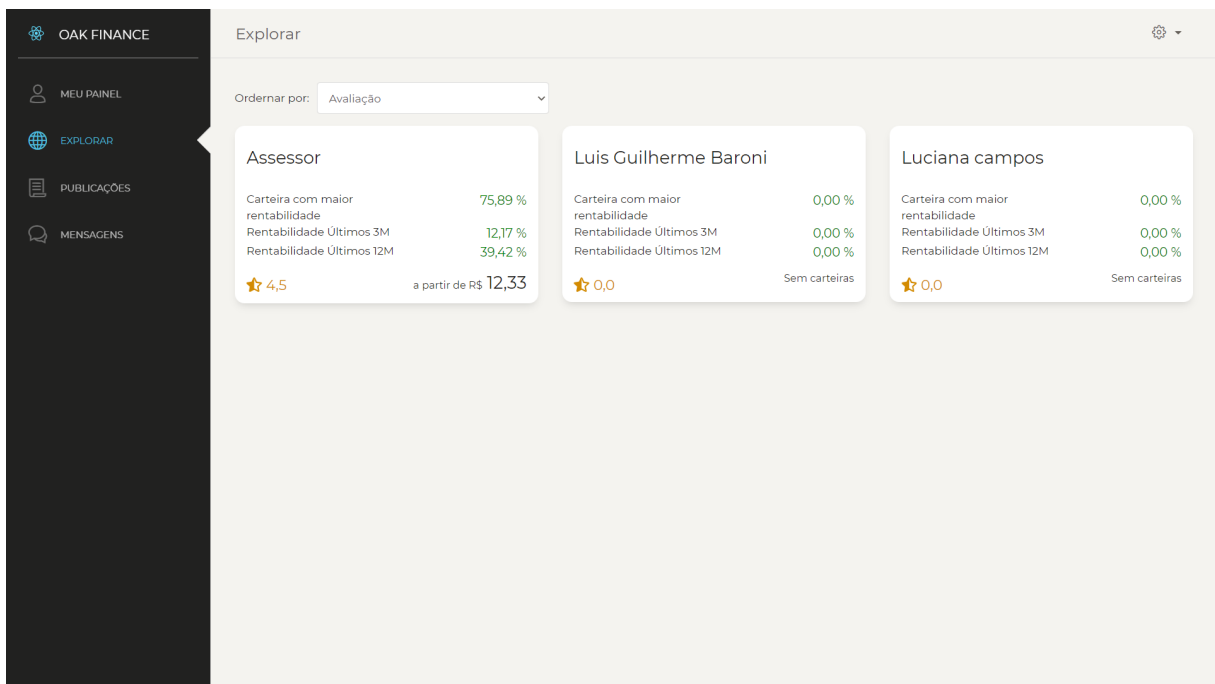 OAK FINANCE
MEU PAINEL
EXPLORAR
PUBLICAÇÕES
MENSAGENS
Explorar
Ordernar por: Avaliação
Assessor
Carteira com maior rentabilidade 75,89 %
Rentabilidade Últimos 3M 12,17 %
Rentabilidade Últimos 12M 39,42 %
4,5 a partir de R$ 12,33
Luis Guilherme Baroni
Carteira com maior rentabilidade 0,00 %
Rentabilidade Últimos 3M 0,00 %
Rentabilidade Últimos 12M 0,00 %
0,0 Sem carteiras
Luciana campos
Carteira com maior rentabilidade 0,00 %
Rentabilidade Últimos 3M 0,00 %
Rentabilidade Últimos 12M 0,00 %
0,0 Sem carteiras